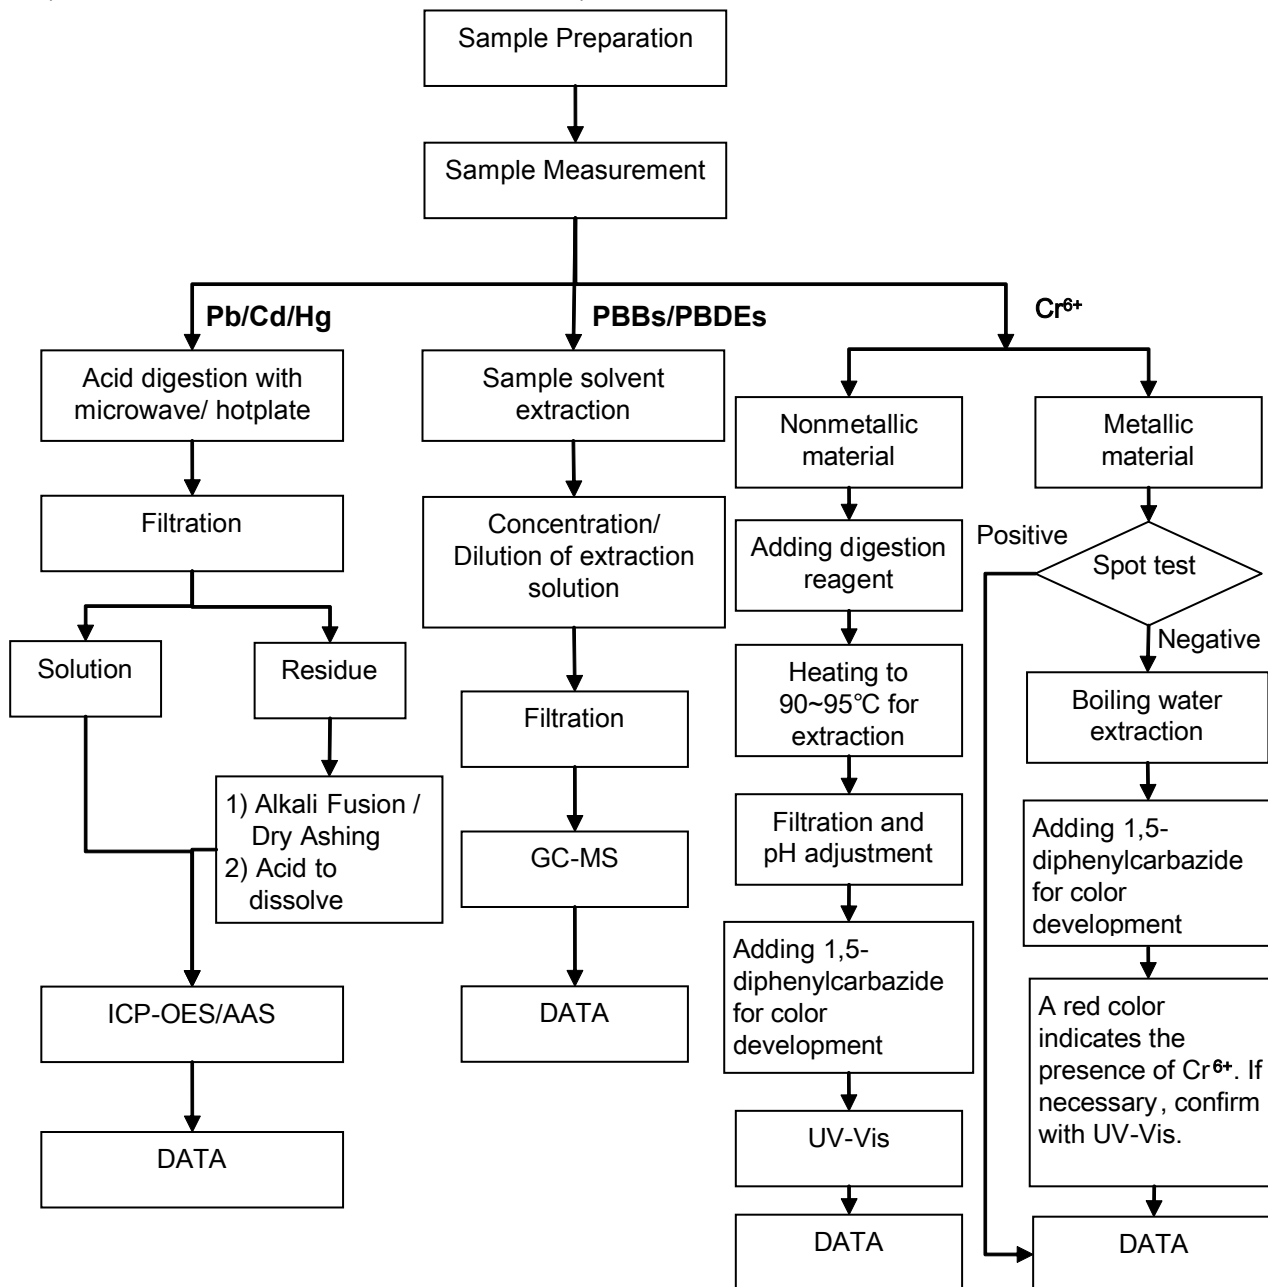 Sample Preparation
Sample Measurement
Pb/Cd/Hg
PBBs/PBDEs
Cr⁶⁺
Acid digestion with
microwave/ hotplate
Filtration
Solution
Residue
1) Alkali Fusion /
Dry Ashing
2) Acid to
dissolve
ICP-OES/AAS
DATA
Sample solvent
extraction
Concentration/
Dilution of extraction
solution
Filtration
GC-MS
DATA
Nonmetallic
material
Adding digestion
reagent
Heating to
90~95℃ for
extraction
Filtration and
pH adjustment
Adding 1,5-
diphenylcarbazide
for color
development
UV-Vis
DATA
Metallic
material
Positive
Spot test
Negative
Boiling water
extraction
Adding 1,5-
diphenylcarbazide
for color
development
A red color
indicates the
presence of Cr⁶⁺. If
necessary, confirm
with UV-Vis.
DATA